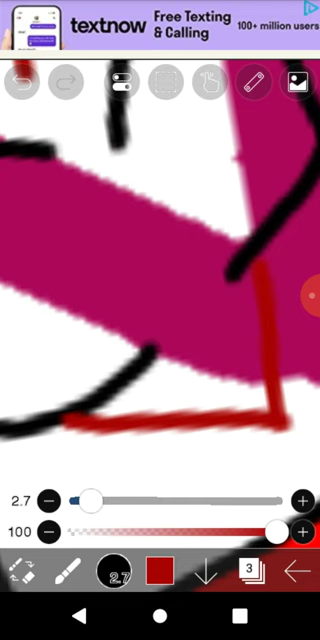 textnow
Free Texting
& Calling
100+ million users
2.7
100
2.7
3